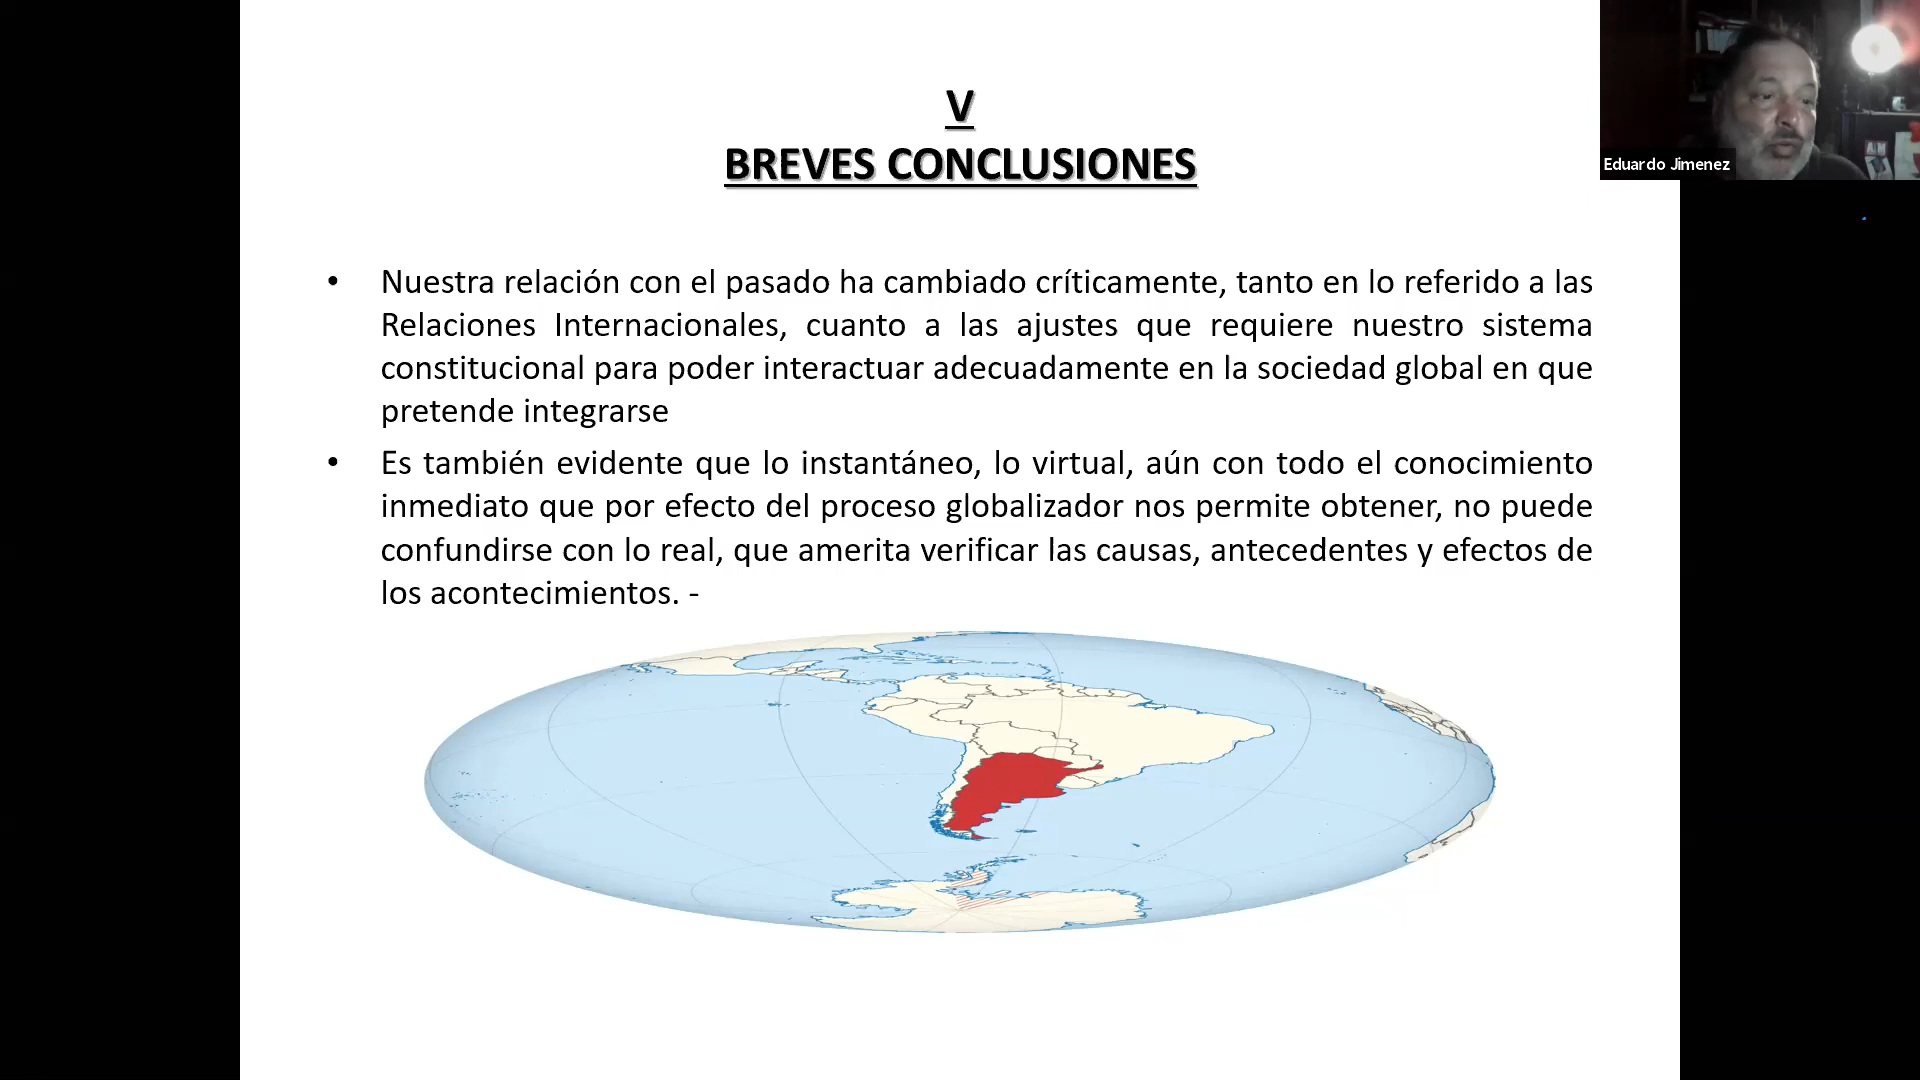 V
BREVES CONCLUSIONES
Eduardo Jimenez
A.M
• Nuestra relación con el pasado ha cambiado críticamente, tanto en lo referido a las
Relaciones Internacionales, cuanto a las ajustes que requiere nuestro sistema
constitucional para poder interactuar adecuadamente en la sociedad global en que
pretende integrarse
• Es también evidente que lo instantáneo, lo virtual, aún con todo el conocimiento
inmediato que por efecto del proceso globalizador nos permite obtener, no puede
confundirse con lo real, que amerita verificar las causas, antecedentes y efectos de
los acontecimientos. -